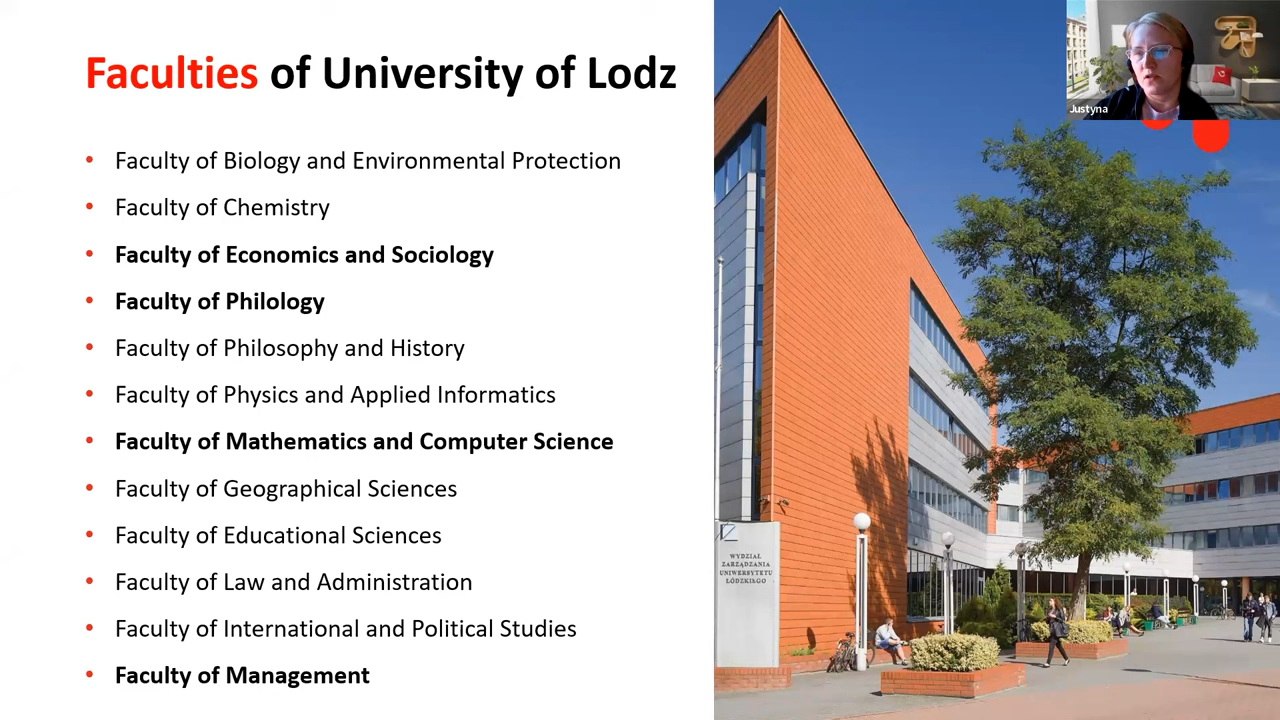 Faculties of University of Lodz
• Faculty of Biology and Environmental Protection
• Faculty of Chemistry
• Faculty of Economics and Sociology
• Faculty of Philology
• Faculty of Philosophy and History
• Faculty of Physics and Applied Informatics
• Faculty of Mathematics and Computer Science
• Faculty of Geographical Sciences
• Faculty of Educational Sciences
• Faculty of Law and Administration
• Faculty of International and Political Studies
• Faculty of Management
WYDZIAŁ
ZARZĄDZANIA
UNIWERSYTETU
ŁÓDZKIEGO
Justyna